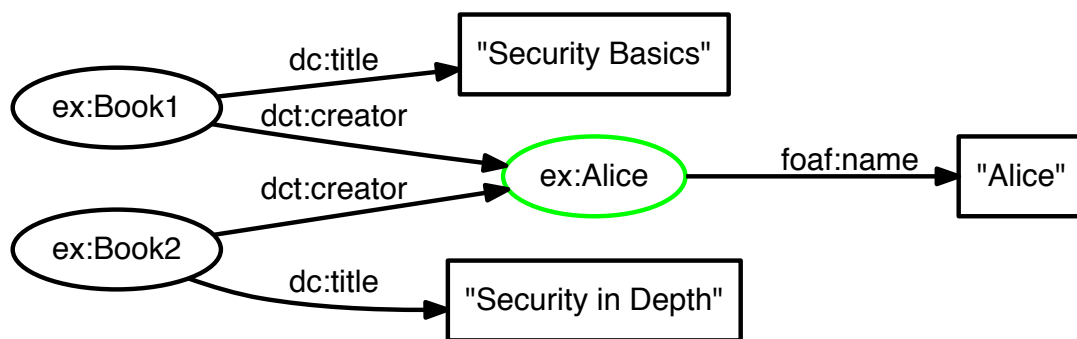 dc:title
"Security Basics"
ex:Book1
dct:creator
ex:Alice
foaf:name
"Alice"
dct:creator
ex:Book2
dc:title
"Security in Depth"